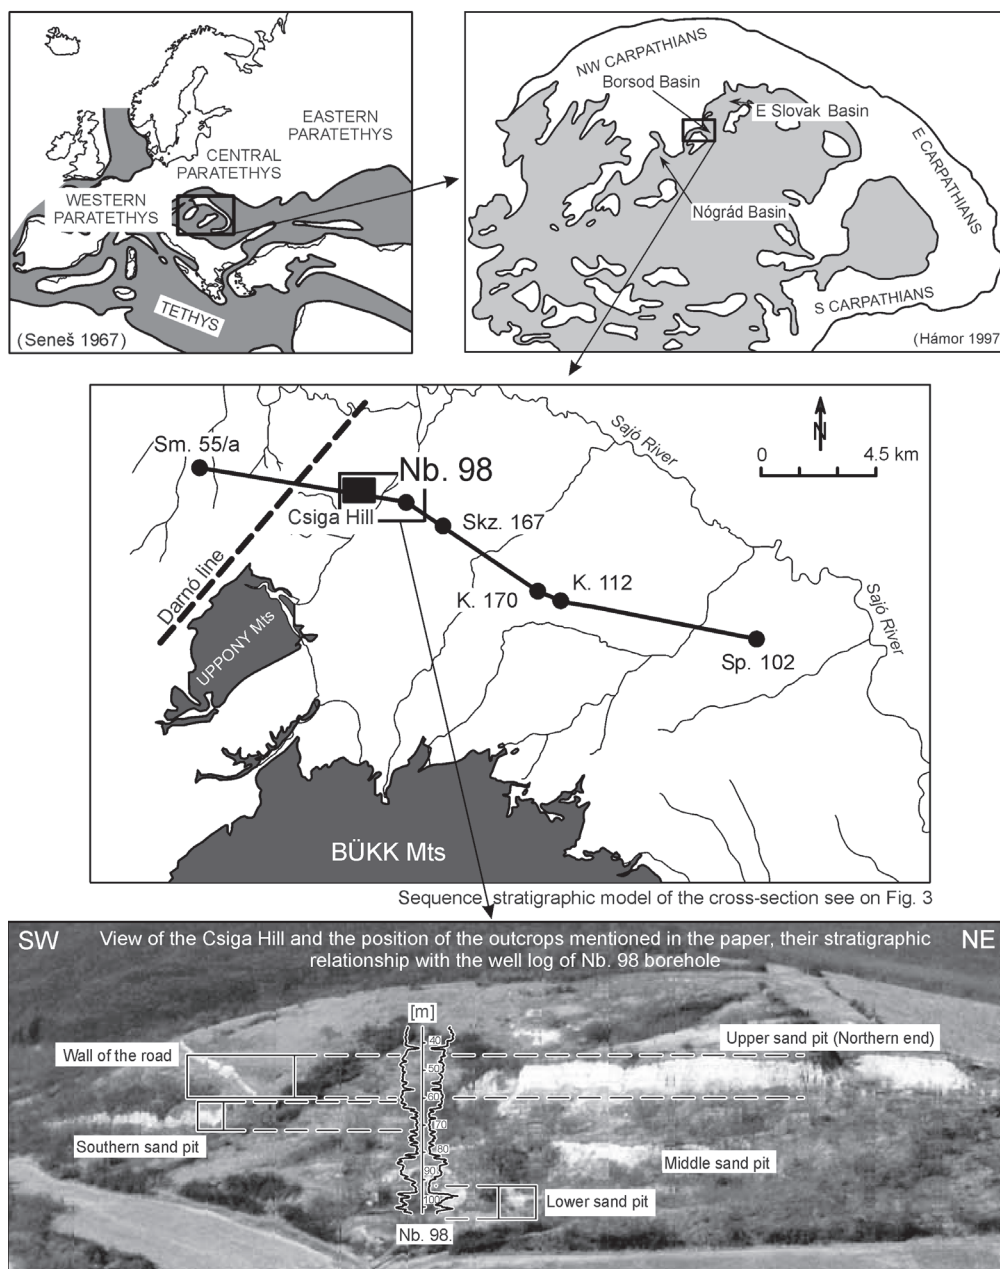 EASTERN
PARATETHYS
CENTRAL
PARATETHYS
WESTERN
PARATETHYS
TETHYS
(Seneš 1967)
NW CARPATHIANS
Borsod Basin
E Slovak Basin
E CARPATHIANS
Nógrád Basin
S CARPATHIANS
(Hámor 1997
Sm. 55/a
Nb. 98
Csiga Hill
Skz. 167
K. 170
K. 112
Sp. 102
Sajó River
Sajó River
N
0 4.5 km
Darnó line
UPPONY Mts
BÜKK Mts
Sequence stratigraphic model of the cross-section see on Fig. 3
SW
View of the Csiga Hill and the position of the outcrops mentioned in the paper, their stratigraphic
relationship with the well log of Nb. 98 borehole
NE
[m]
40
50
60
70
80
90
100
Wall of the road
Upper sand pit (Northern end)
Southern sand pit
Middle sand pit
Lower sand pit
Nb. 98.